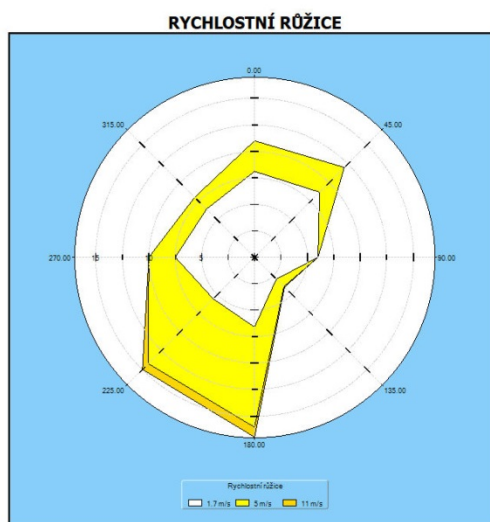 RYCHLOSTNÍ RŮŽICE
0.00
315.00 45.00
270.00 15 10 5 90.00
225.00 135.00
180.00
Rychlostní růžice
1.7 m/s 5 m/s 11 m/s